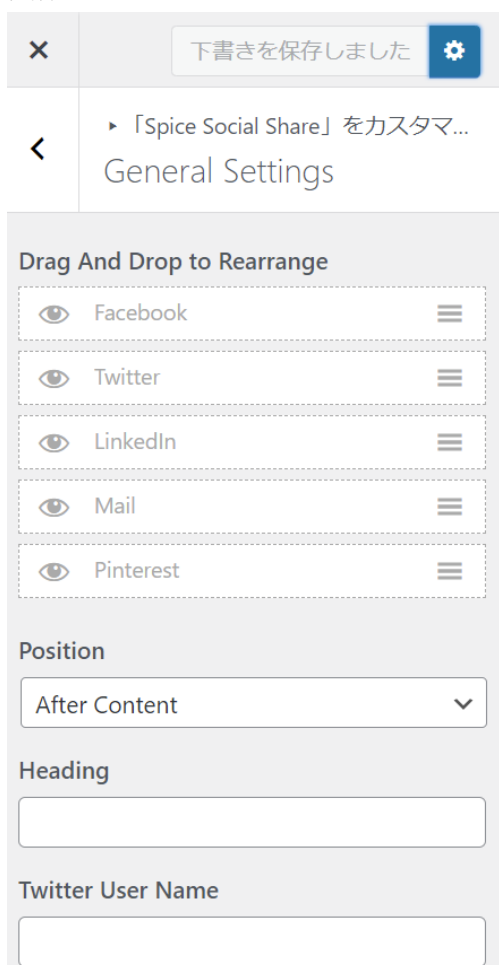 下書きを保存しました
▸ 「Spice Social Share」をカスタマ...
General Settings
Drag And Drop to Rearrange
Facebook
Twitter
LinkedIn
Mail
Pinterest
Position
After Content
Heading
Twitter User Name